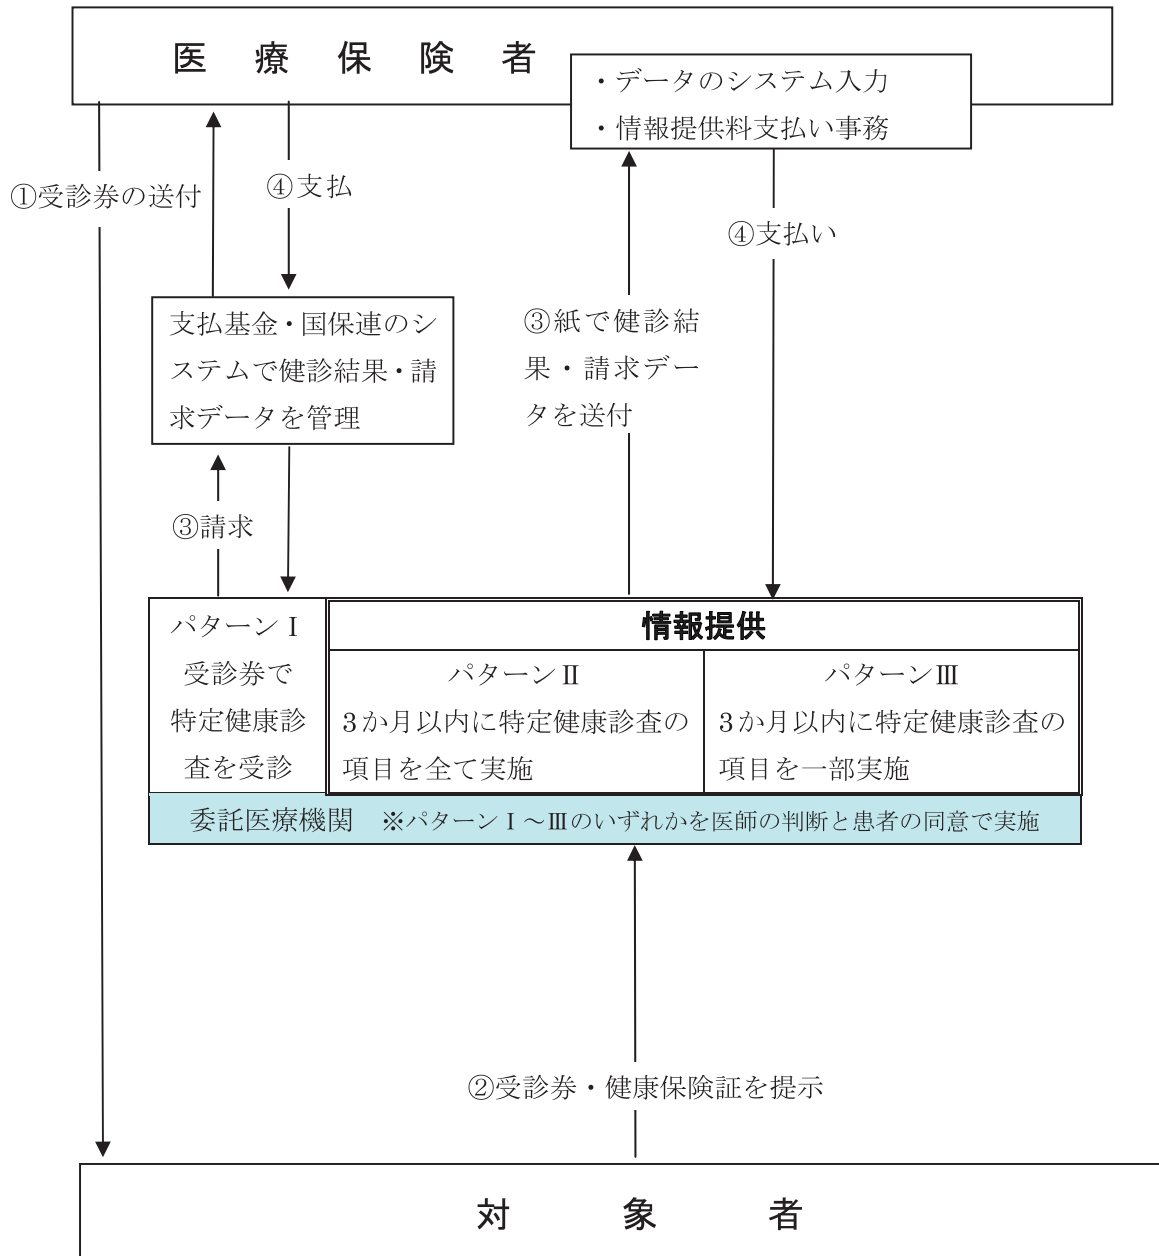 医療保険者
・データのシステム入力
・情報提供料支払い事務
①受診券の送付
④支払
④支払い
支払基金・国保連のシ
ステムで健診結果・請
求データを管理
③紙で健診結
果・請求デー
タを送付
③請求
パターンⅠ
受診券で
特定健康診
査を受診
情報提供
パターンⅡ
3か月以内に特定健康診査の
項目を全て実施
パターンⅢ
3か月以内に特定健康診査の
項目を一部実施
委託医療機関 ※パターンⅠ～Ⅲのいずれかを医師の判断と患者の同意で実施
②受診券・健康保険証を提示
対象者